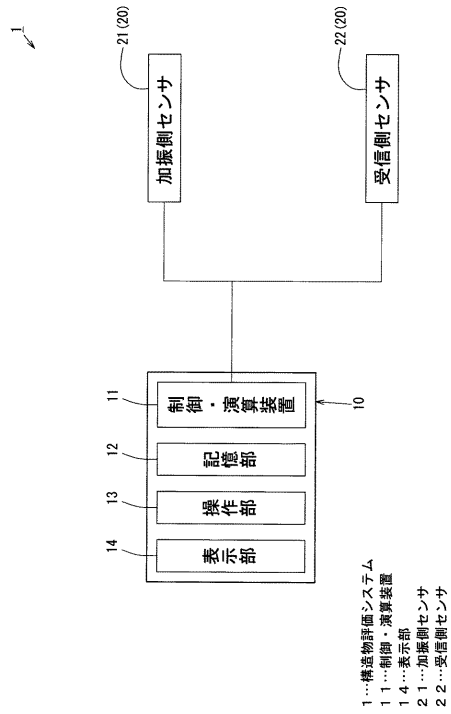 1
21(20)
加振側センサ
22(20)
受信側センサ
11
制御・演算装置
12
記憶部
13
操作部
14
表示部
10
1…構造物評価システム
11…制御・演算装置
14…表示部
21…加振側センサ
22…受信側センサ